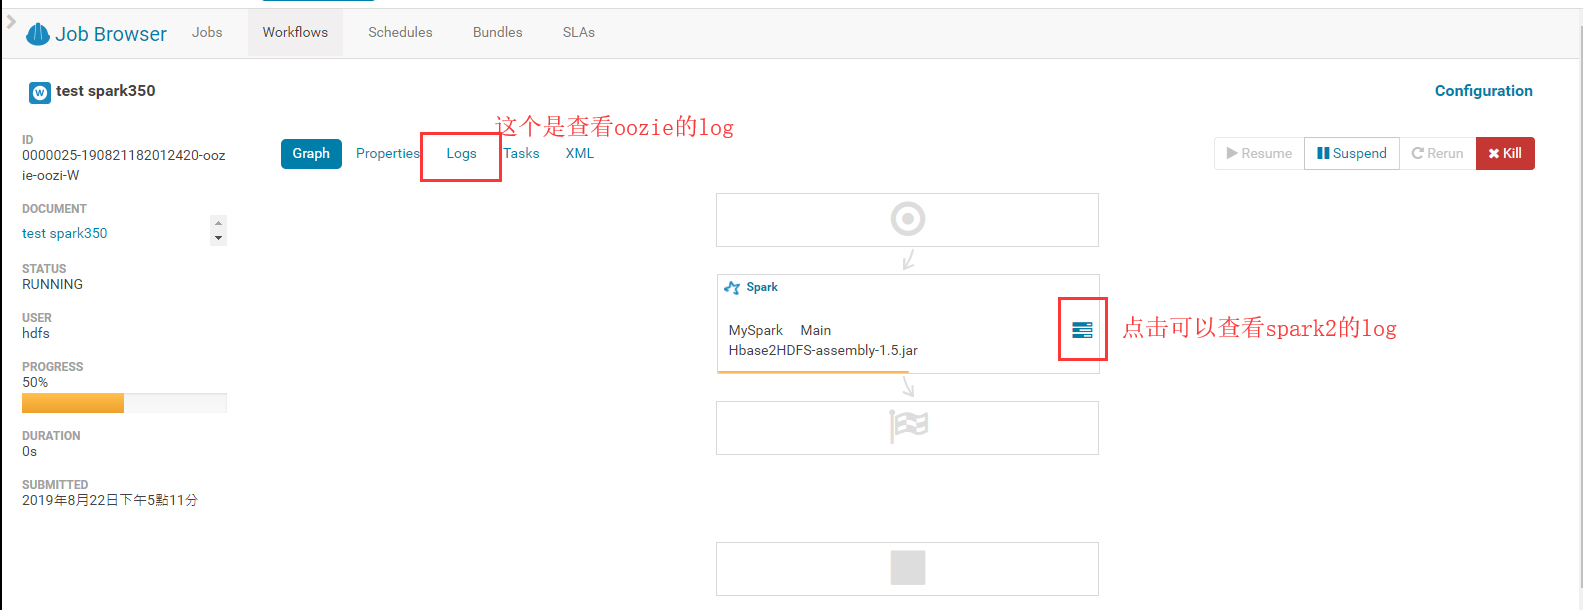 Job Browser Jobs Workflows Schedules Bundles SLAs
test spark350
Configuration
ID
0000025-190821182012420-ooz
ie-oozi-W
DOCUMENT
test spark350
STATUS
RUNNING
USER
hdfs
PROGRESS
50%
DURATION
0s
SUBMITTED
2019年8月22日下午5點11分
这个是查看oozie的log
Graph Properties Logs Tasks XML
Resume Suspend Rerun Kill
Spark
MySpark Main
Hbase2HDFS-assembly-1.5.jar
点击可以查看spark2的log